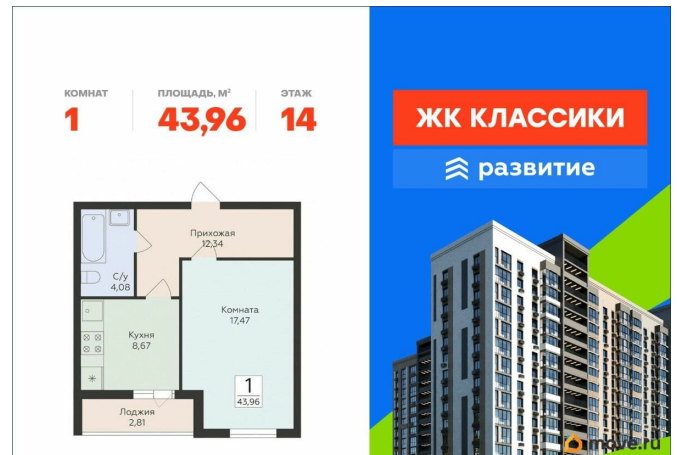 КОМНАТ
1
ПЛОЩАДЬ, М²
43,96
ЭТАЖ
14
Прихожая
12,34
С/у
4,08
Комната
17,47
Кухня
8,67
1
43,96
Лоджия
2,81
ЖК КЛАССИКИ
развитие
move.ru